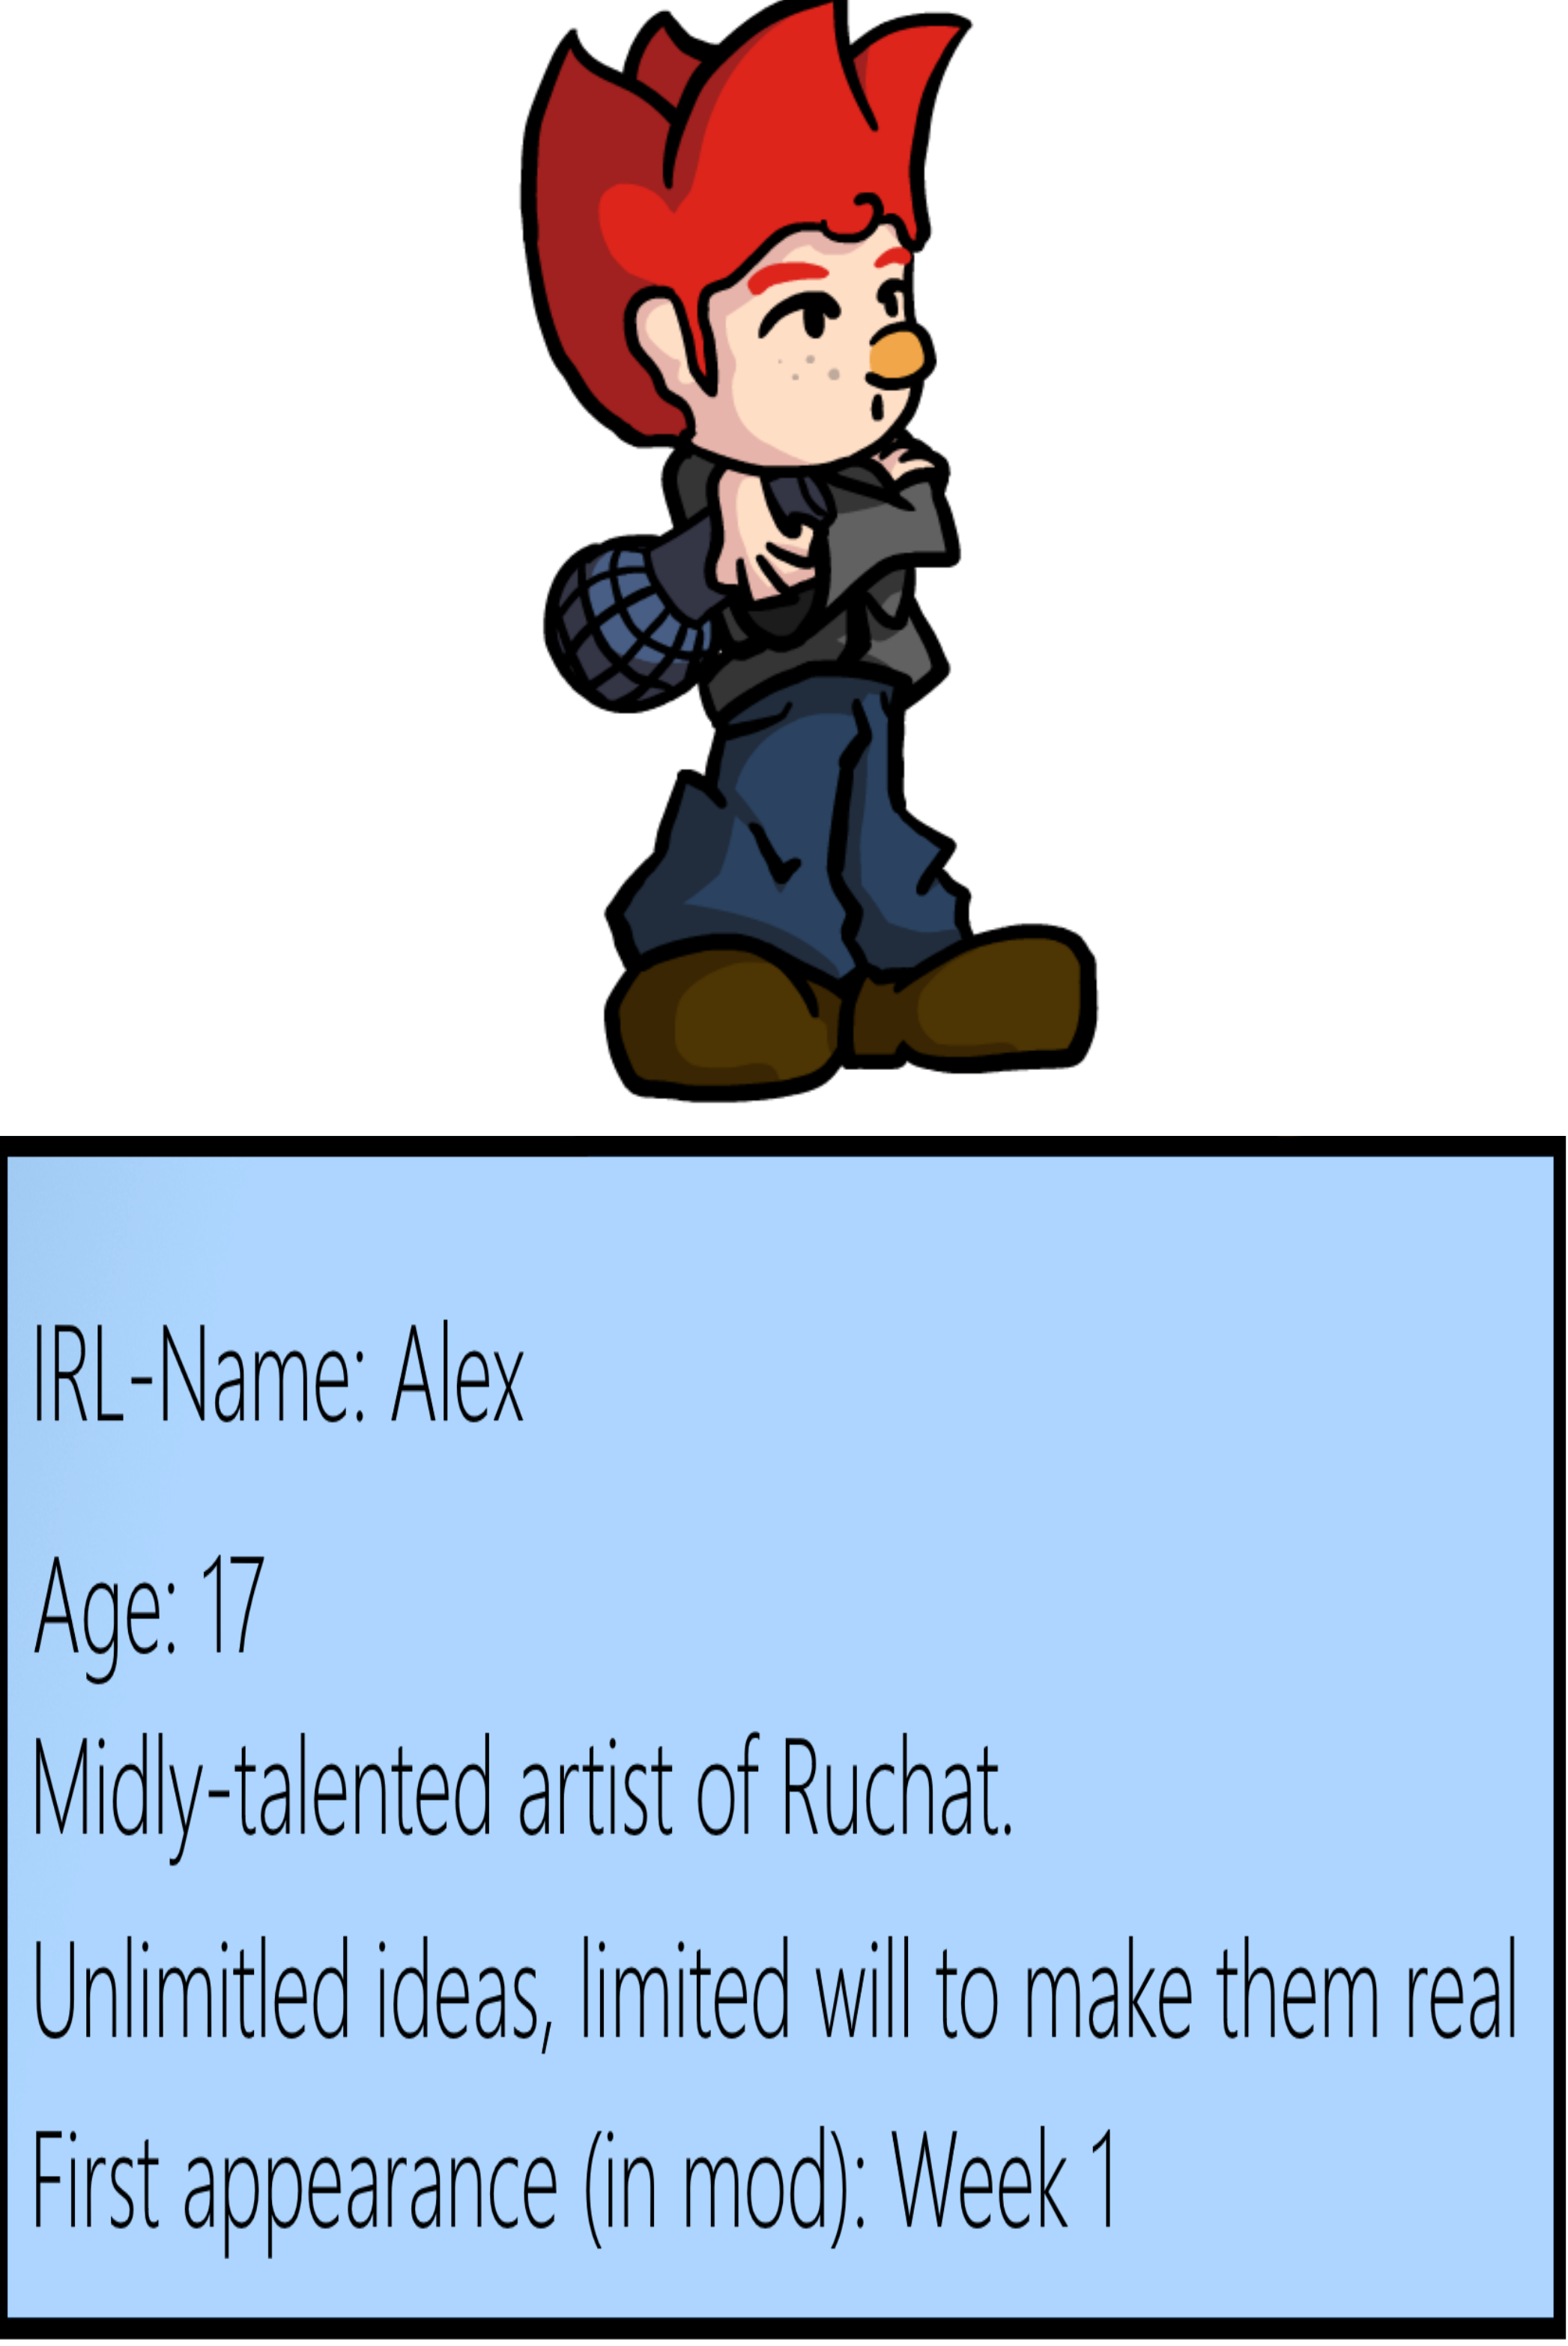 IRL-Name: Alex
Age: 17
Midly-talented artist of Ruchat.
Unlimitled ideas, limited will to make them real
First appearance (in mod): Week 1